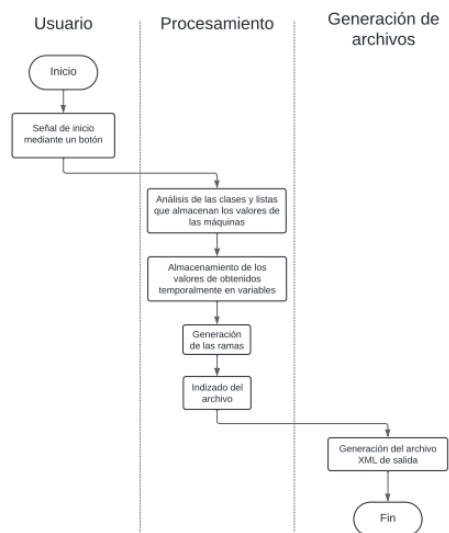 Usuario
Procesamiento
Generación de
archivos
Inicio
Señal de inicio
mediante un botón
Análisis de las clases y listas
que almacenan los valores de
las máquinas
Almacenamiento de los
valores de obtenidos
temporalmente en variables
Generación
de las ramas
Indizado del
archivo
Generación del archivo
XML de salida
Fin